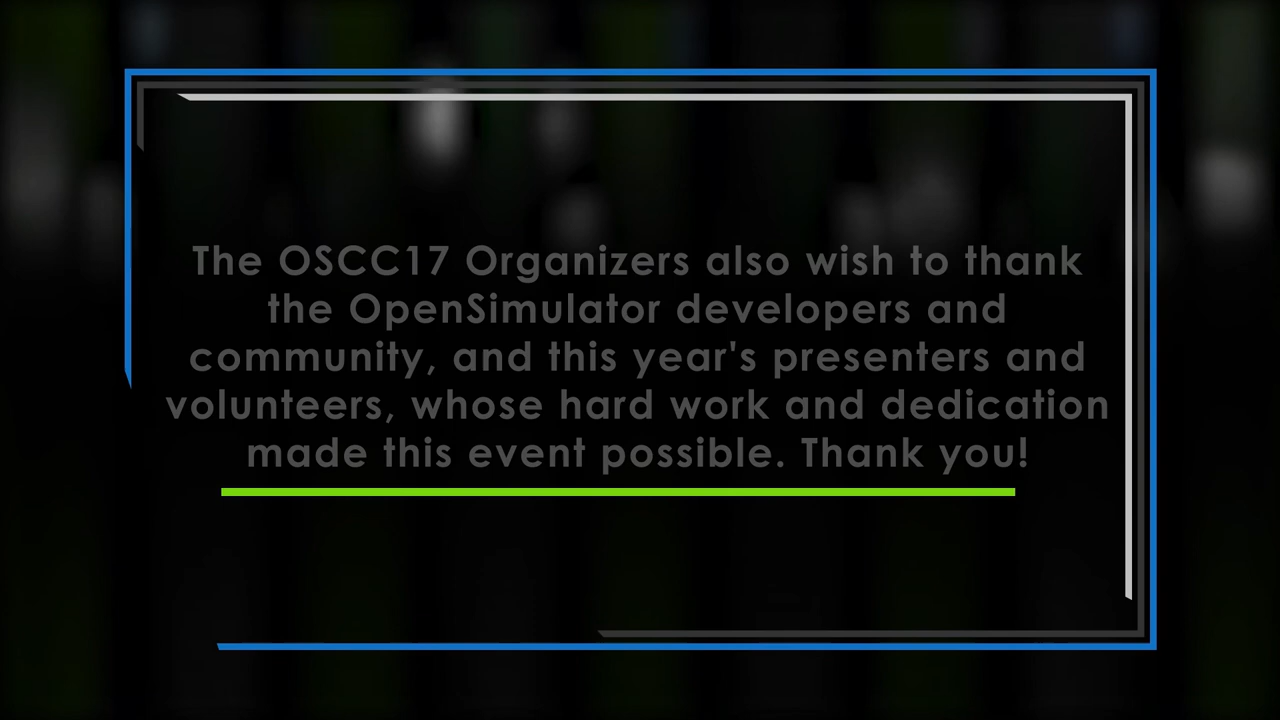 The OSCC17 Organizers also wish to thank
the OpenSimulator developers and
community, and this year's presenters and
volunteers, whose hard work and dedication
made this event possible. Thank you!